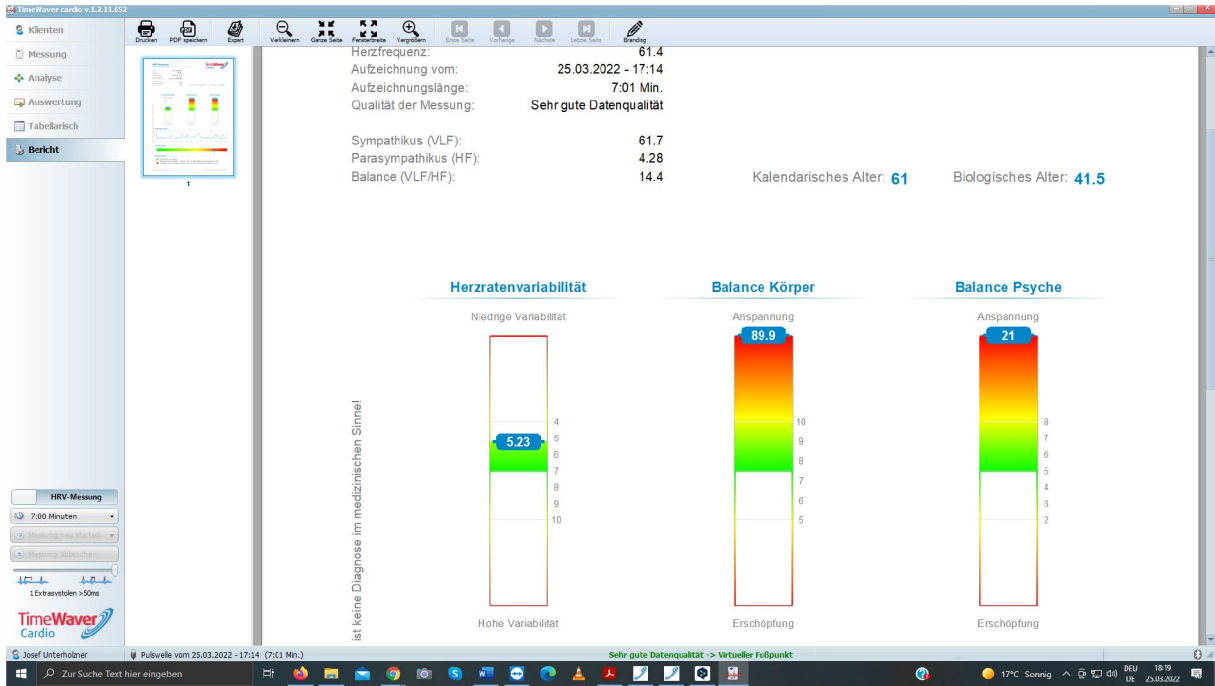 TimeWaver cardio v.1.2.11.652
Klienten
Messung
Analyse
Auswertung
Tabellarisch
Bericht
Drucken
PDF speichern
Expert
Verkleinern
Ganze Seite
Fensterbreite
Vergrößern
Erste Seite
Vorherige
Nächste
Letzte Seite
Branding
1
Herzfrequenz: 61.4
Aufzeichnung vom: 25.03.2022 - 17:14
Aufzeichnungslänge: 7:01 Min.
Qualität der Messung: Sehr gute Datenqualität
Sympathikus (VLF): 61.7
Parasympathikus (HF): 4.28
Balance (VLF/HF): 14.4
Kalendarisches Alter: 61
Biologisches Alter: 41.5
Herzratenvariabilität
Niedrige Variabilität
5.23
4
5
6
7
8
9
10
Hohe Variabilität
Balance Körper
Anspannung
89.9
10
9
8
7
6
5
Erschöpfung
Balance Psyche
Anspannung
21
8
7
6
5
4
3
2
Erschöpfung
ist keine Diagnose im medizinischen Sinne!
HRV-Messung
7:00 Minuten
Messung neu starten
Messung abbrechen
1 Extrasystolen >50ms
TimeWaver
Cardio
Josef Unterholzner
Pulswelle vom 25.03.2022 - 17:14 (7:01 Min.)
Sehr gute Datenqualität -> Virtueller Fußpunkt
Zur Suche Text hier eingeben
17°C Sonnig
DEU
DE
18:19
25.03.2022